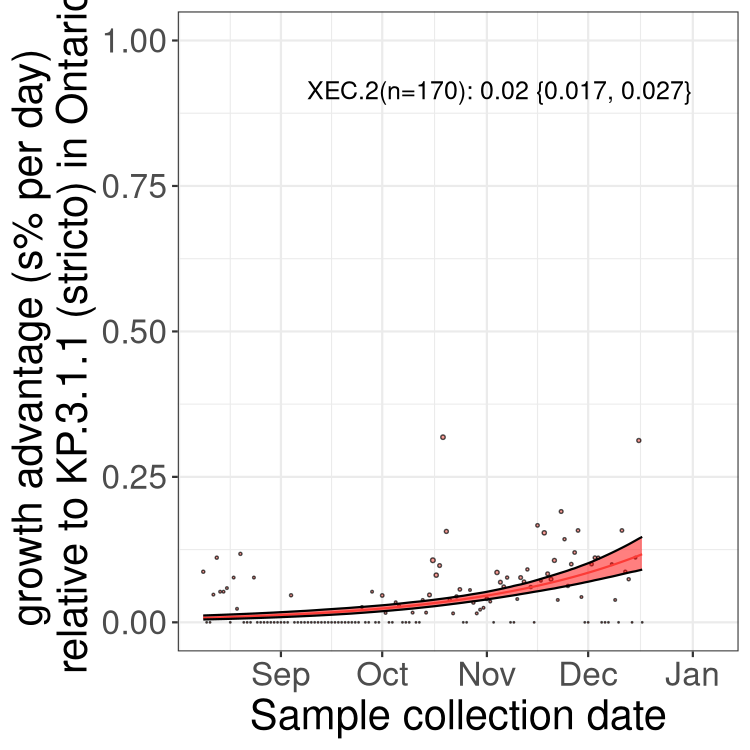 growth advantage (s% per day)
relative to KP.3.1.1 (stricto) in Ontario
1.00
0.75
0.50
0.25
0.00
XEC.2(n=170): 0.02 {0.017, 0.027}
Sep Oct Nov Dec Jan
Sample collection date